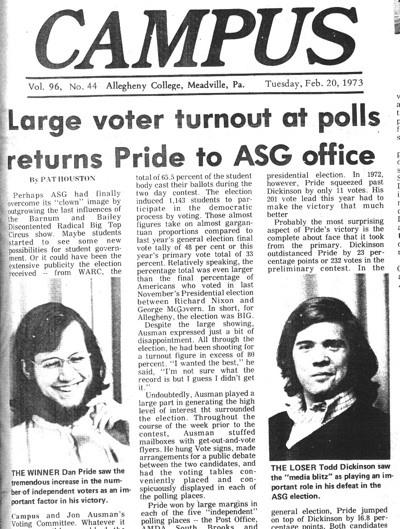 CAMPUS
Vol. 96, No. 44 Allegheny College, Meadville, Pa. Tuesday, Feb. 20, 1973
Large voter turnout at polls
returns Pride to ASG office
By PAT HOUSTON
Perhaps ASG had finally
overcome its "clown" image by
outgrowing the last influences of
the Barnum and Bailey
Discontented Radical Big Top
Circus show. Maybe students
started to see some new
possibilities for student govern-
ment. Or it could have been the
extensive publicity the election
received — from WARC, the
THE WINNER Dan Pride saw the
tremendous increase in the num-
ber of independent voters as an im-
portant factor in his victory.
Campus and Jon Ausman's
Voting Committee. Whatever it
total of 65.5 percent of the student
body cast their ballots during the
two day contest. The election
induced 1,143 students to par-
ticipate in the democratic
process by voting. Those almost
figures take on almost gargan-
tuan proportions compared to
last year's general election final
vote tally of 48 per cent or this
year's primary vote total of 33
percent. Relatively speaking, the
percentage total was even larger
than the final percentage of
Americans who voted in last
November's Presidential election
between Richard Nixon and
George McGovern. In short, for
Allegheny, the election was BIG.
Despite the large showing,
Ausman expressed just a bit of
disappointment. All through the
election, he had been shooting for
a turnout figure in excess of 80
percent. "I wanted the best," he
said, "I'm not sure what the
record is but I guess I didn't get
it."
Undoubtedly, Ausman played a
large part in generating the high
level of interest tht surrounded
the election. Throughout the
course of the week prior to the
contest, Ausman stuffed
mailboxes with get-out-and-vote
flyers. He hung Vote signs, made
arrangements for a public debate
between the two candidates, and
had the voting tables con-
veniently placed and con-
spicuously displayed in each of
the polling places.
Pride won by large margins in
each of the five "independent"
polling places — the Post Office,
AMDA, South, Brooks, and
presidential election. In 1972,
however, Pride squeezed past
Dickinson by only 11 votes. His
201 vote lead this year had to
make the victory that much
better
Probably the most surprising
aspect of Pride's victory is the
complete about face that it took
from the primary. Dickinson
outdistanced Pride by 23 per-
centage points or 232 votes in the
preliminary contest. In the
THE LOSER Todd Dickinson saw
the "media blitz" as playing an im-
portant role in his defeat in the
ASG election.
general election, Pride jumped
on top of Dickinson by 16.8 per-
centage points. Both candidates